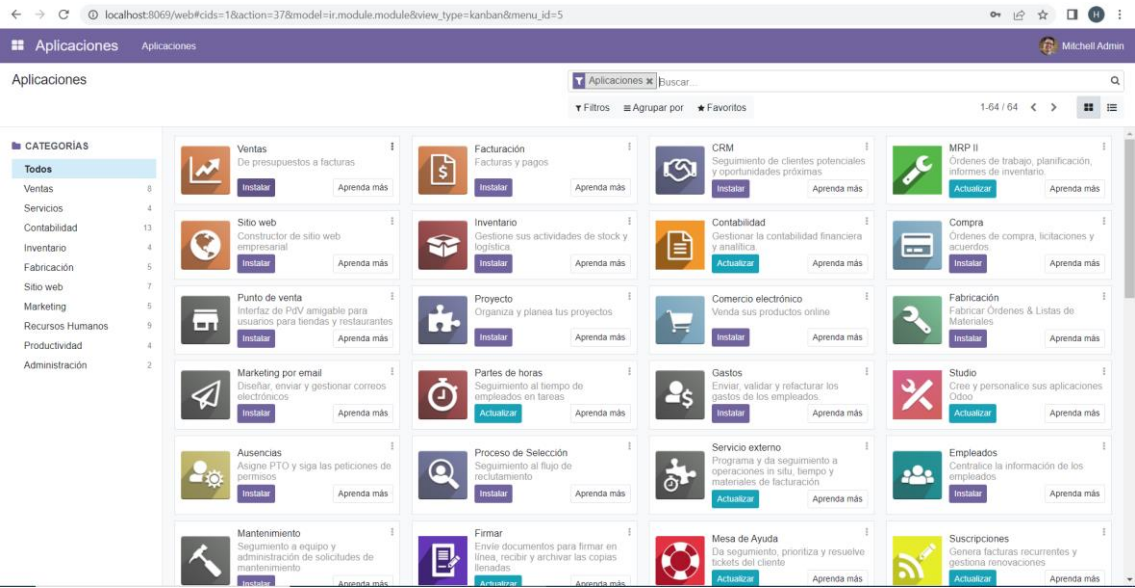 localhost:8069/web#cids=1&action=37&model=ir.module.module&view_type=kanban&menu_id=5
H
Aplicaciones Aplicaciones Mitchell Admin
Aplicaciones
Aplicaciones × Buscar...
Filtros Agrupar por Favoritos 1-64 / 64
CATEGORÍAS
Todos
Ventas 8
Servicios 4
Contabilidad 13
Inventario 4
Fabricación 5
Sitio web 7
Marketing 5
Recursos Humanos 9
Productividad 4
Administración 2
Ventas
De presupuestos a facturas
Instalar Aprenda más
Facturación
Facturas y pagos
Instalar Aprenda más
CRM
Seguimiento de clientes potenciales
y oportunidades próximas
Instalar Aprenda más
MRP II
Órdenes de trabajo, planificación,
informes de inventario.
Actualizar Aprenda más
Sitio web
Constructor de sitio web
empresarial
Instalar Aprenda más
Inventario
Gestione sus actividades de stock y
logística.
Instalar Aprenda más
Contabilidad
Gestionar la contabilidad financiera
y analítica.
Actualizar Aprenda más
Compra
Órdenes de compra, licitaciones y
acuerdos
Instalar Aprenda más
Punto de venta
Interfaz de PdV amigable para
usuarios para tiendas y restaurantes
Instalar Aprenda más
Proyecto
Organiza y planea tus proyectos
Instalar Aprenda más
Comercio electrónico
Venda sus productos online
Instalar Aprenda más
Fabricación
Fabricar Órdenes & Listas de
Materiales
Instalar Aprenda más
Marketing por email
Diseñar, enviar y gestionar correos
electrónicos
Instalar Aprenda más
Partes de horas
Seguimiento al tiempo de
empleados en tareas
Actualizar Aprenda más
Gastos
Enviar, validar y refacturar los
gastos de los empleados.
Instalar Aprenda más
Studio
Cree y personalice sus aplicaciones
Odoo
Actualizar Aprenda más
Ausencias
Asigne PTO y siga las peticiones de
permisos
Instalar Aprenda más
Proceso de Selección
Seguimiento al flujo de
reclutamiento
Instalar Aprenda más
Servicio externo
Programa y da seguimiento a
operaciones in situ, tiempo y
materiales de facturación
Actualizar Aprenda más
Empleados
Centralice la información de los
empleados
Instalar Aprenda más
Mantenimiento
Segumiento a equipo y
administración de solicitudes de
mantenimiento
Instalar Aprenda más
Firmar
Envíe documentos para firmar en
línea, recibir y archivar las copias
llenadas
Actualizar Aprenda más
Mesa de Ayuda
Da segumiento, prioritiza y resuelve
tickets del cliente
Actualizar Aprenda más
Suscripciones
Genera facturas recurrentes y
gestiona renovaciones
Actualizar Aprenda más